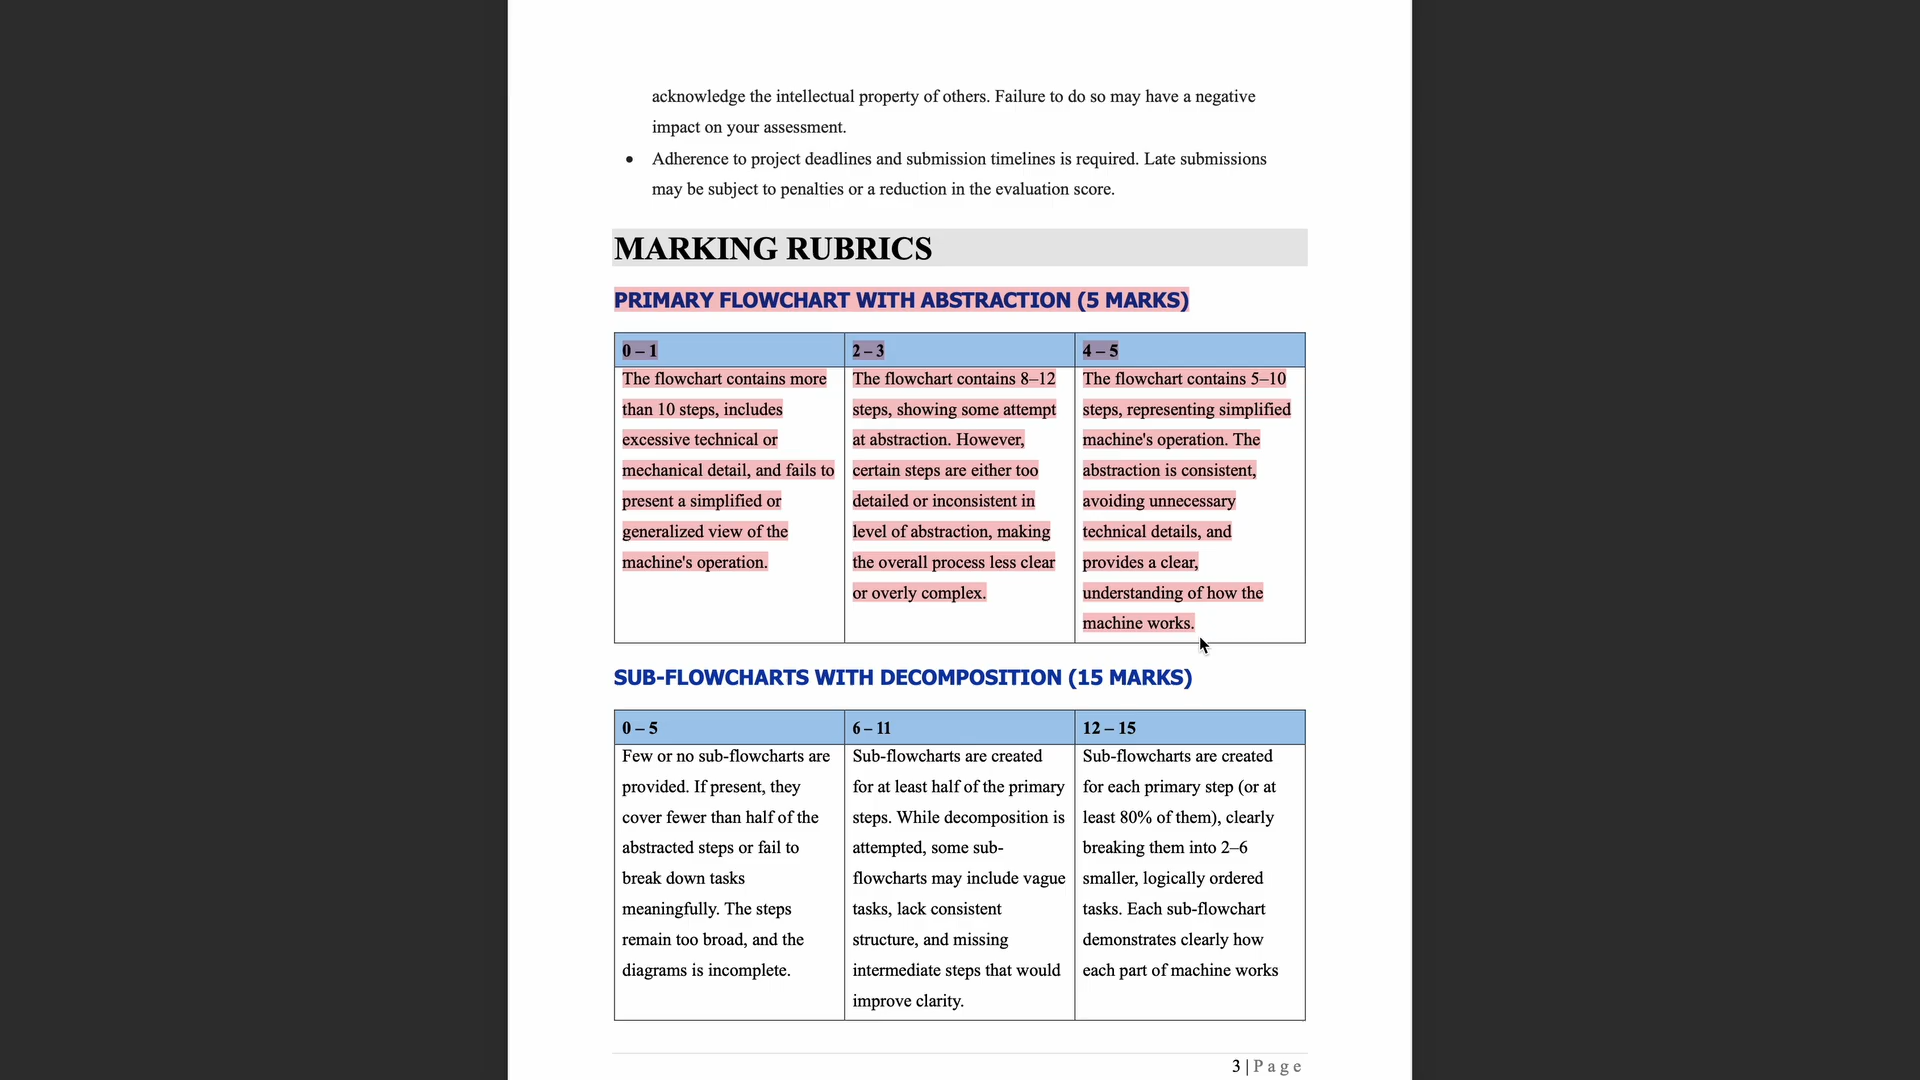 acknowledge the intellectual property of others. Failure to do so may have a negative
impact on your assessment.
• Adherence to project deadlines and submission timelines is required. Late submissions
may be subject to penalties or a reduction in the evaluation score.
MARKING RUBRICS
PRIMARY FLOWCHART WITH ABSTRACTION (5 MARKS)
0 – 1
The flowchart contains more
than 10 steps, includes
excessive technical or
mechanical detail, and fails to
present a simplified or
generalized view of the
machine's operation.
2 – 3
The flowchart contains 8–12
steps, showing some attempt
at abstraction. However,
certain steps are either too
detailed or inconsistent in
level of abstraction, making
the overall process less clear
or overly complex.
4 – 5
The flowchart contains 5–10
steps, representing simplified
machine's operation. The
abstraction is consistent,
avoiding unnecessary
technical details, and
provides a clear,
understanding of how the
machine works.
SUB-FLOWCHARTS WITH DECOMPOSITION (15 MARKS)
0 – 5
Few or no sub-flowcharts are
provided. If present, they
cover fewer than half of the
abstracted steps or fail to
break down tasks
meaningfully. The steps
remain too broad, and the
diagrams is incomplete.
6 – 11
Sub-flowcharts are created
for at least half of the primary
steps. While decomposition is
attempted, some sub-
flowcharts may include vague
tasks, lack consistent
structure, and missing
intermediate steps that would
improve clarity.
12 – 15
Sub-flowcharts are created
for each primary step (or at
least 80% of them), clearly
breaking them into 2–6
smaller, logically ordered
tasks. Each sub-flowchart
demonstrates clearly how
each part of machine works
3 | Page